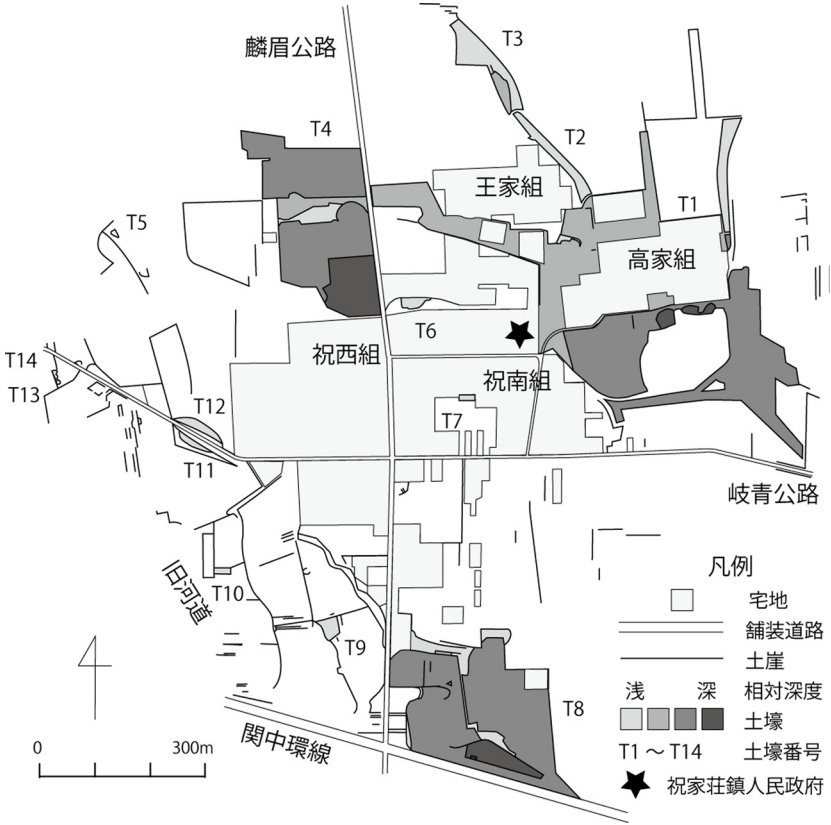 麟眉公路
T3
T4
T2
王家組
T1
T5
高家組
T6
祝西組
祝南組
T14
T13
T12
T7
T11
岐青公路
旧河道
T10
T9
T8
関中環線
0
300m
凡例
宅地
舗装道路
土崖
浅 深 相対深度
土壕
T1～T14 土壕番号
祝家荘鎮人民政府